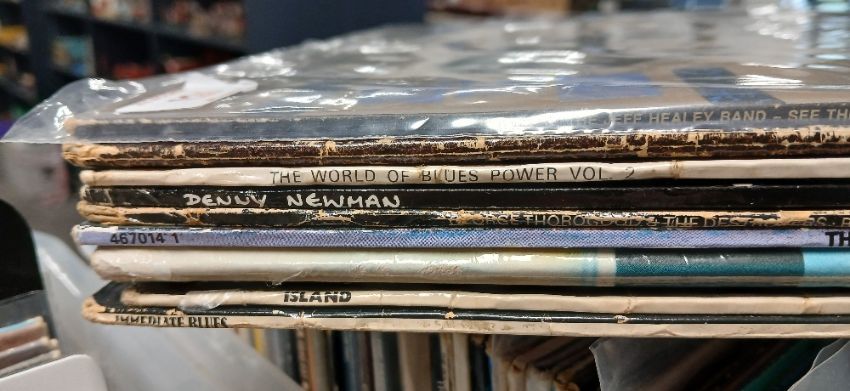 THE JEFF HEALEY BAND - SEE TH
THE WORLD OF BLUES POWER VOL. 2
DENNY NEWMAN
GEORGE THOROGOOD & THE DESTROYERS
467014 1
TH
ISLAND
IMMEDIATE BLUES